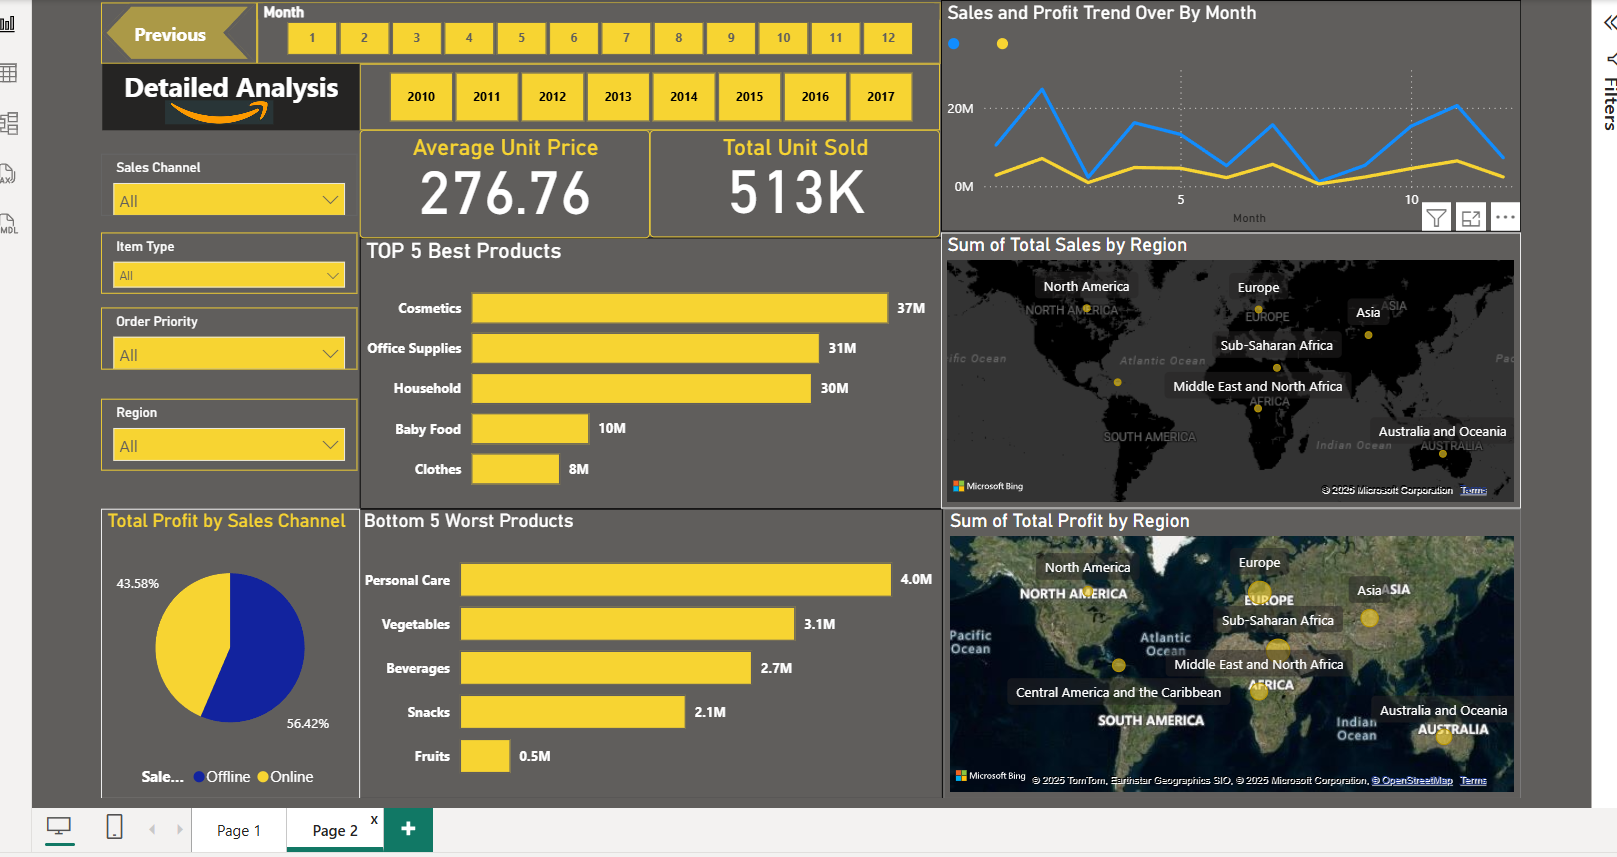 Previous
Month
1 2 3 4 5 6 7 8 9 10 11 12
Detailed Analysis
2010 2011 2012 2013 2014 2015 2016 2017
Sales Channel
All
Item Type
All
Order Priority
All
Region
All
Average Unit Price
276.76
Total Unit Sold
513K
TOP 5 Best Products
Cosmetics 37M
Office Supplies 31M
Household 30M
Baby Food 10M
Clothes 8M
Total Profit by Sales Channel
43.58%
56.42%
Sale... Offline Online
Bottom 5 Worst Products
Personal Care 4.0M
Vegetables 3.1M
Beverages 2.7M
Snacks 2.1M
Fruits 0.5M
Sales and Profit Trend Over By Month
20M
0M
5 10
Month
Sum of Total Sales by Region
North America
Europe
NORTH AMERICA
EUROPE
Asia
ASIA
Sub-Saharan Africa
Atlantic Ocean
Middle East and North Africa
AFRICA
SOUTH AMERICA
Indian Ocean
Australia and Oceania
AUSTRALIA
Microsoft Bing
© 2025 Microsoft Corporation Terms
Sum of Total Profit by Region
North America
Europe
NORTH AMERICA
EUROPE
Asia
ASIA
Sub-Saharan Africa
Pacific
Ocean
Atlantic
Ocean
Middle East and North Africa
AFRICA
Central America and the Caribbean
SOUTH AMERICA
Indian
Ocean
Australia and Oceania
AUSTRALIA
Microsoft Bing
© 2025 TomTom, Earthstar Geographics SIO, © 2025 Microsoft Corporation, © OpenStreetMap Terms
Filters
Page 1
Page 2
x
+